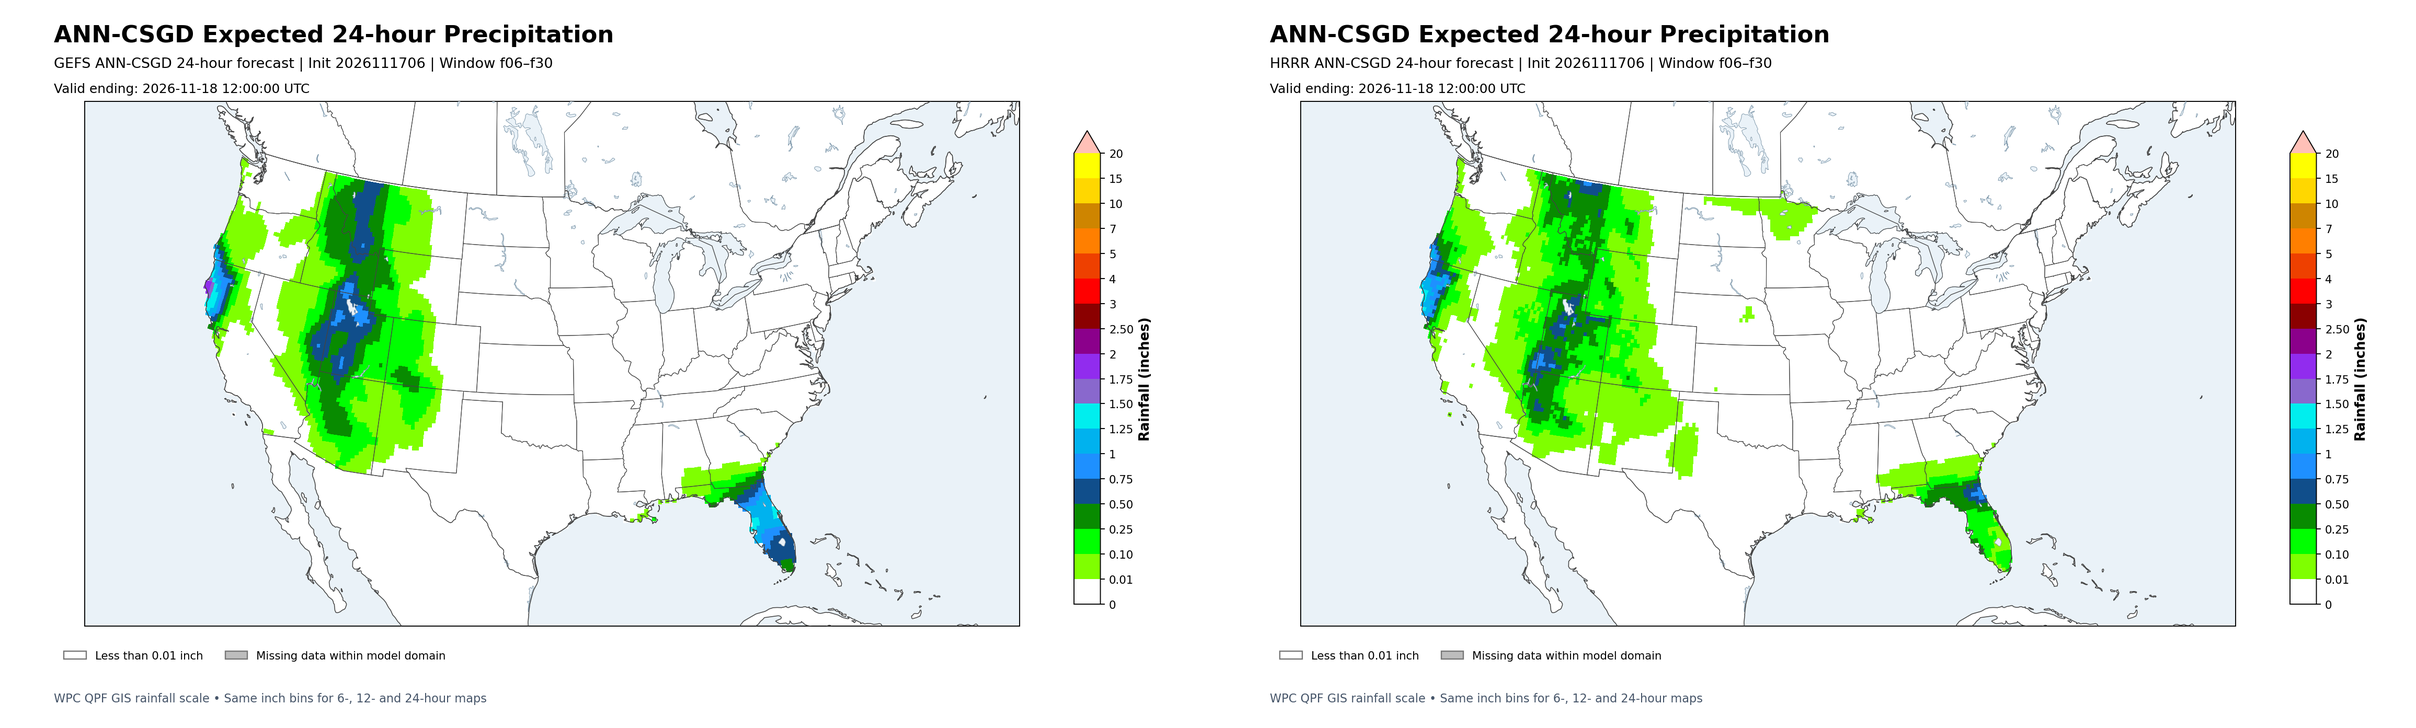 ANN-CSGD Expected 24-hour Precipitation
GEFS ANN-CSGD 24-hour forecast | Init 2026111706 | Window f06–f30
Valid ending: 2026-11-18 12:00:00 UTC
20
15
10
7
5
4
3
2.50
2
1.75
1.50
1.25
1
0.75
0.50
0.25
0.10
0.01
0
Rainfall (inches)
Less than 0.01 inch
Missing data within model domain
WPC QPF GIS rainfall scale • Same inch bins for 6-, 12- and 24-hour maps
ANN-CSGD Expected 24-hour Precipitation
HRRR ANN-CSGD 24-hour forecast | Init 2026111706 | Window f06–f30
Valid ending: 2026-11-18 12:00:00 UTC
20
15
10
7
5
4
3
2.50
2
1.75
1.50
1.25
1
0.75
0.50
0.25
0.10
0.01
0
Rainfall (inches)
Less than 0.01 inch
Missing data within model domain
WPC QPF GIS rainfall scale • Same inch bins for 6-, 12- and 24-hour maps